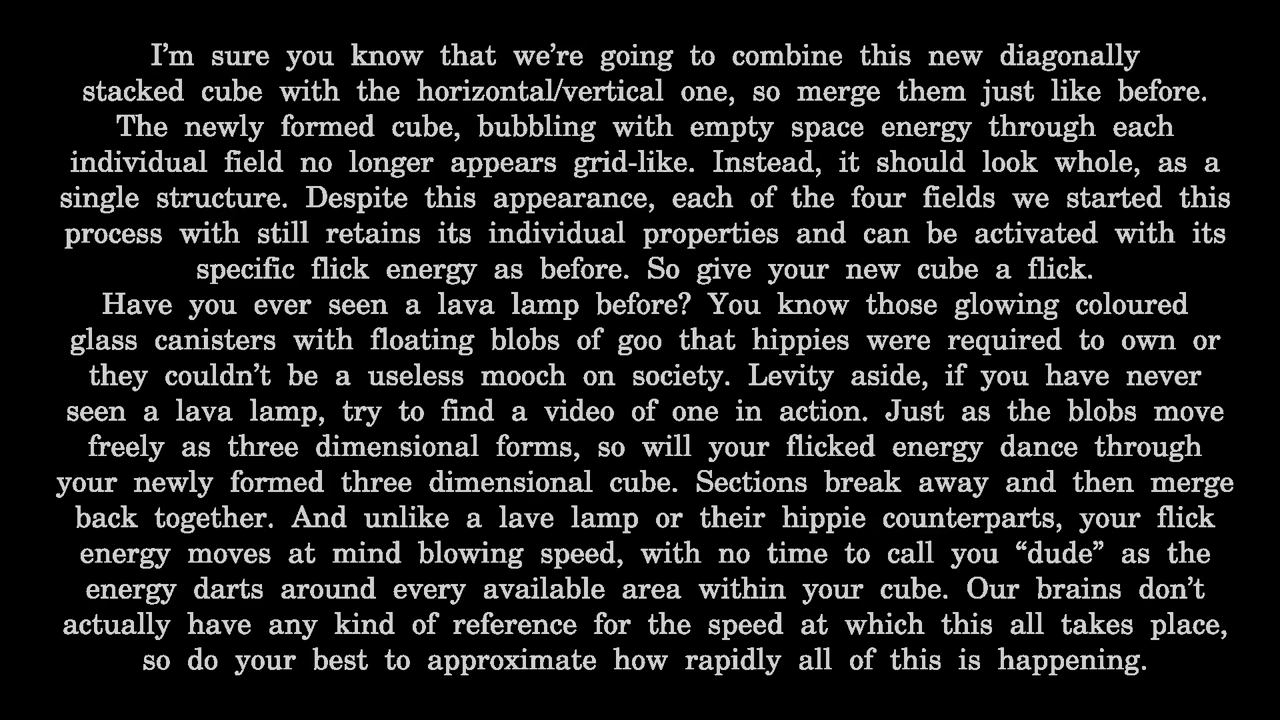 I’m sure you know that we’re going to combine this new diagonally
stacked cube with the horizontal/vertical one, so merge them just like before.
The newly formed cube, bubbling with empty space energy through each
individual field no longer appears grid-like. Instead, it should look whole, as a
single structure. Despite this appearance, each of the four fields we started this
process with still retains its individual properties and can be activated with its
specific flick energy as before. So give your new cube a flick.
Have you ever seen a lava lamp before? You know those glowing coloured
glass canisters with floating blobs of goo that hippies were required to own or
they couldn’t be a useless mooch on society. Levity aside, if you have never
seen a lava lamp, try to find a video of one in action. Just as the blobs move
freely as three dimensional forms, so will your flicked energy dance through
your newly formed three dimensional cube. Sections break away and then merge
back together. And unlike a lave lamp or their hippie counterparts, your flick
energy moves at mind blowing speed, with no time to call you “dude” as the
energy darts around every available area within your cube. Our brains don’t
actually have any kind of reference for the speed at which this all takes place,
so do your best to approximate how rapidly all of this is happening.